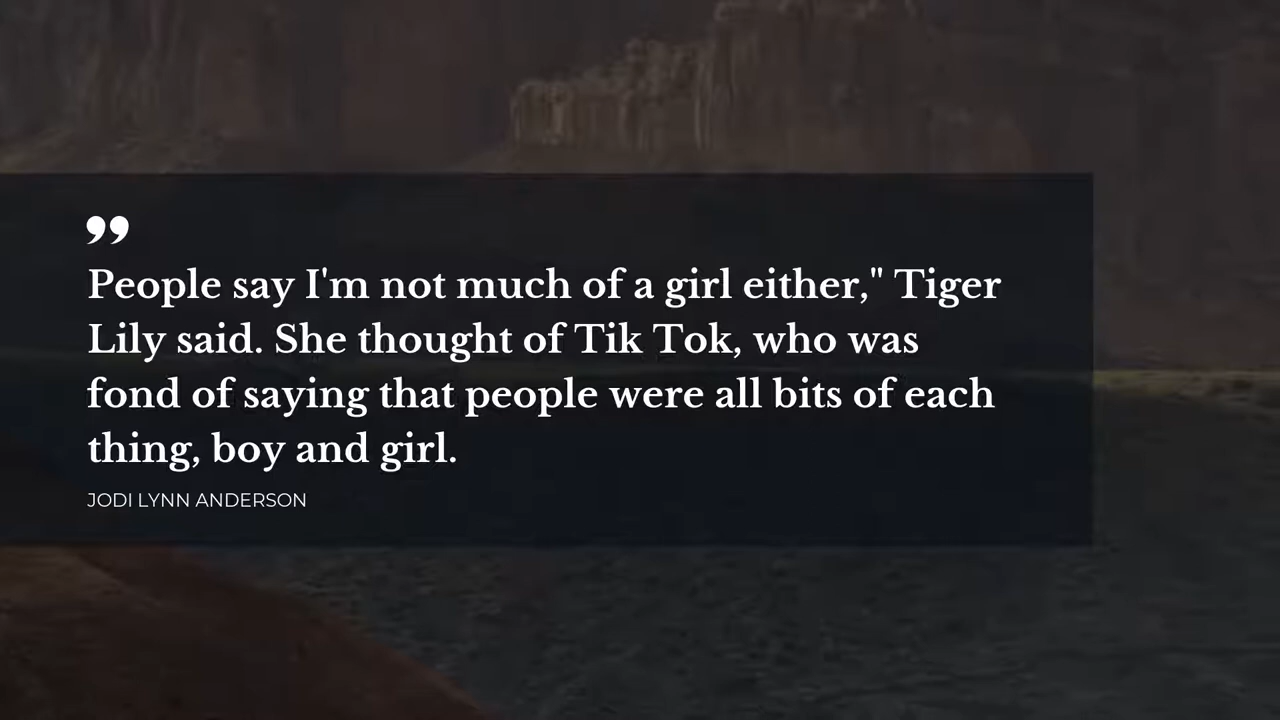 ”
People say I'm not much of a girl either," Tiger
Lily said. She thought of Tik Tok, who was
fond of saying that people were all bits of each
thing, boy and girl.
JODI LYNN ANDERSON